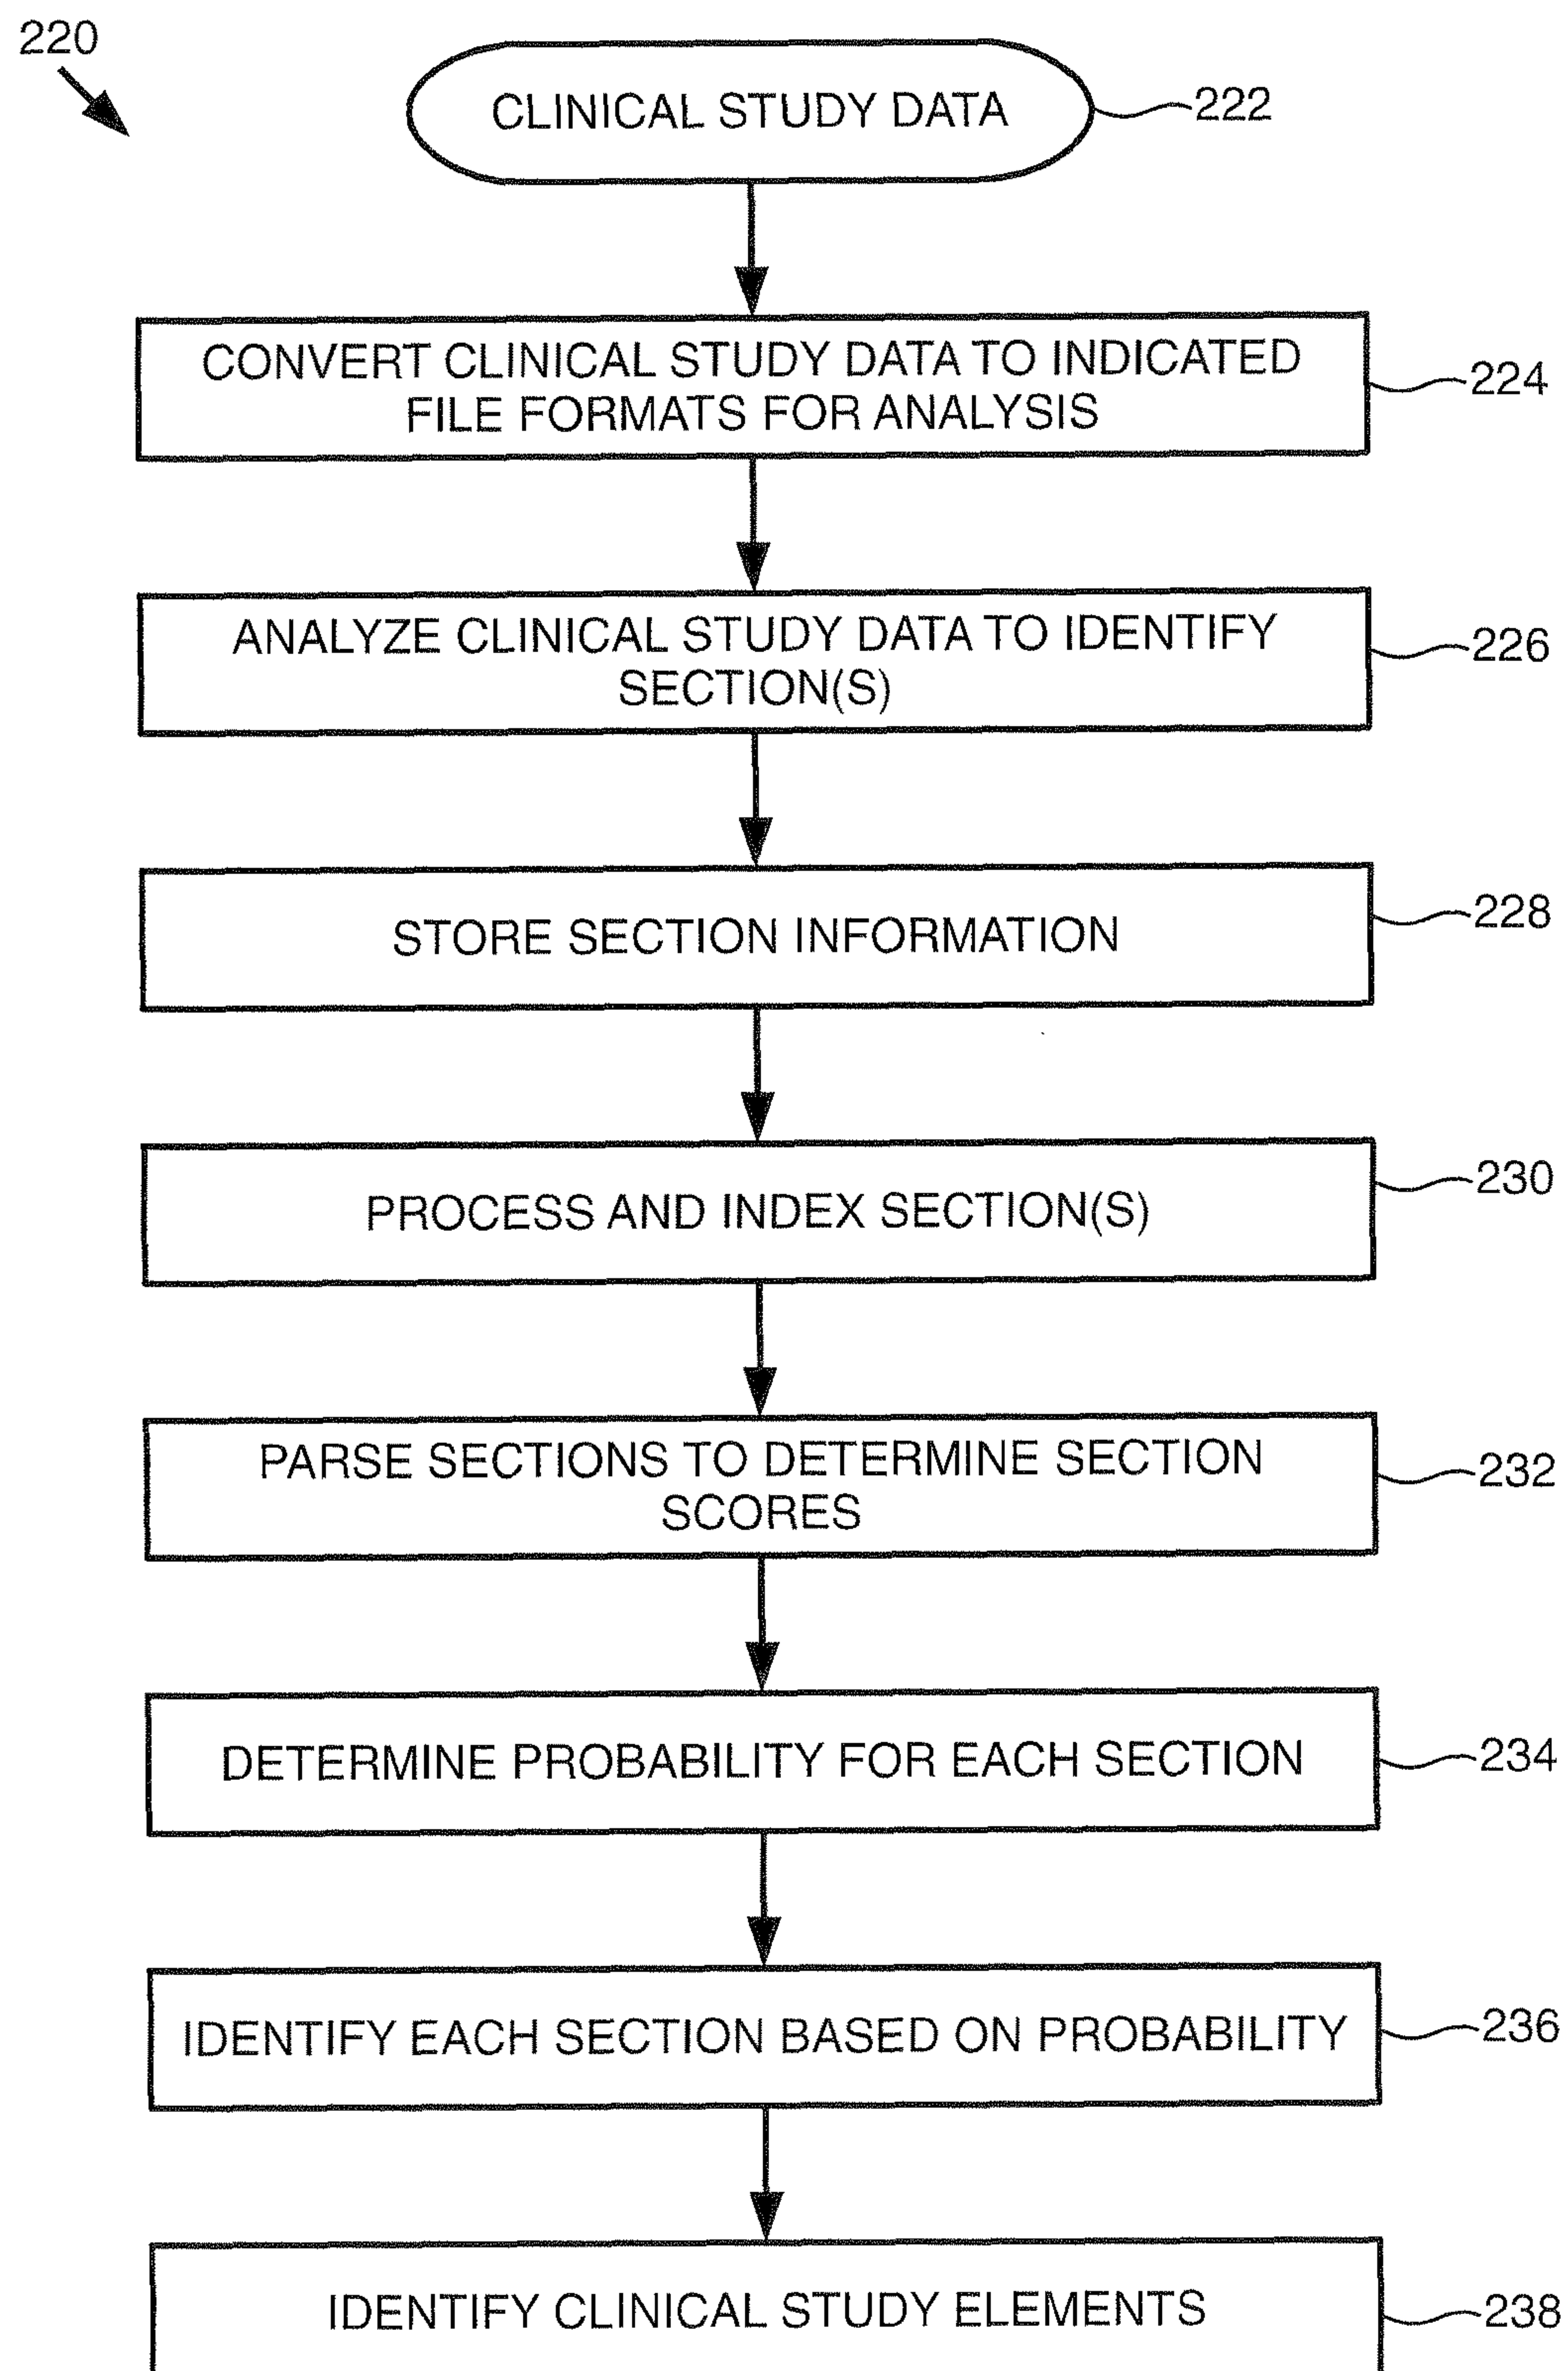 220
CLINICAL STUDY DATA
222
CONVERT CLINICAL STUDY DATA TO INDICATED
FILE FORMATS FOR ANALYSIS
224
ANALYZE CLINICAL STUDY DATA TO IDENTIFY
SECTION(S)
226
STORE SECTION INFORMATION
228
PROCESS AND INDEX SECTION(S)
230
PARSE SECTIONS TO DETERMINE SECTION
SCORES
232
DETERMINE PROBABILITY FOR EACH SECTION
234
IDENTIFY EACH SECTION BASED ON PROBABILITY
236
IDENTIFY CLINICAL STUDY ELEMENTS
238